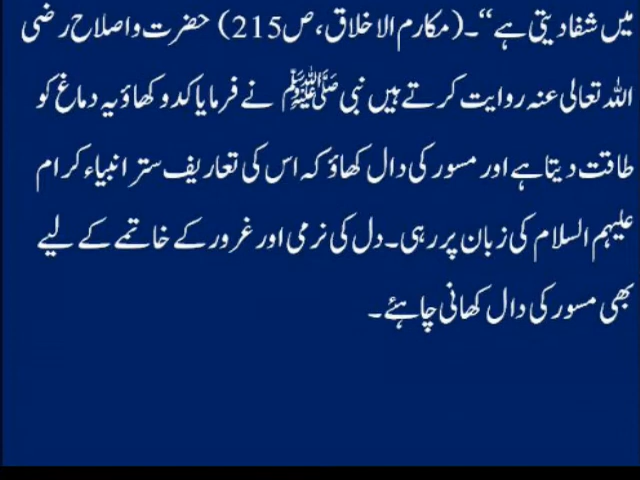 میں شفا دیتی ہے“۔(مکارم الاخلاق،ص215) حضرت واصلاح رضی
اللہ تعالی عنہ روایت کرتے ہیں نبی ﷺ نے فرمایا کدو کھاؤ یہ دماغ کو
طاقت دیتا ہے اور مسور کی دال کھاؤ کہ اس کی تعاریف ستر انبیاء کرام
علیہم السلام کی زبان پر رہی۔ دل کی نرمی اور غرور کے خاتمے کے لیے
بھی مسور کی دال کھانی چاہئے۔